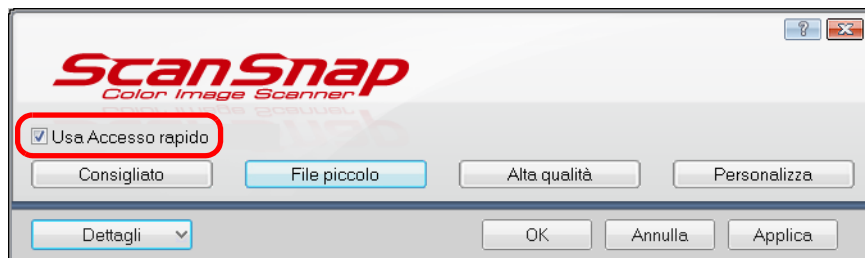 ?
ScanSnap
Color Image Scanner
Usa Accesso rapido
Consigliato File piccolo Alta qualità Personalizza
Dettagli OK Annulla Applica